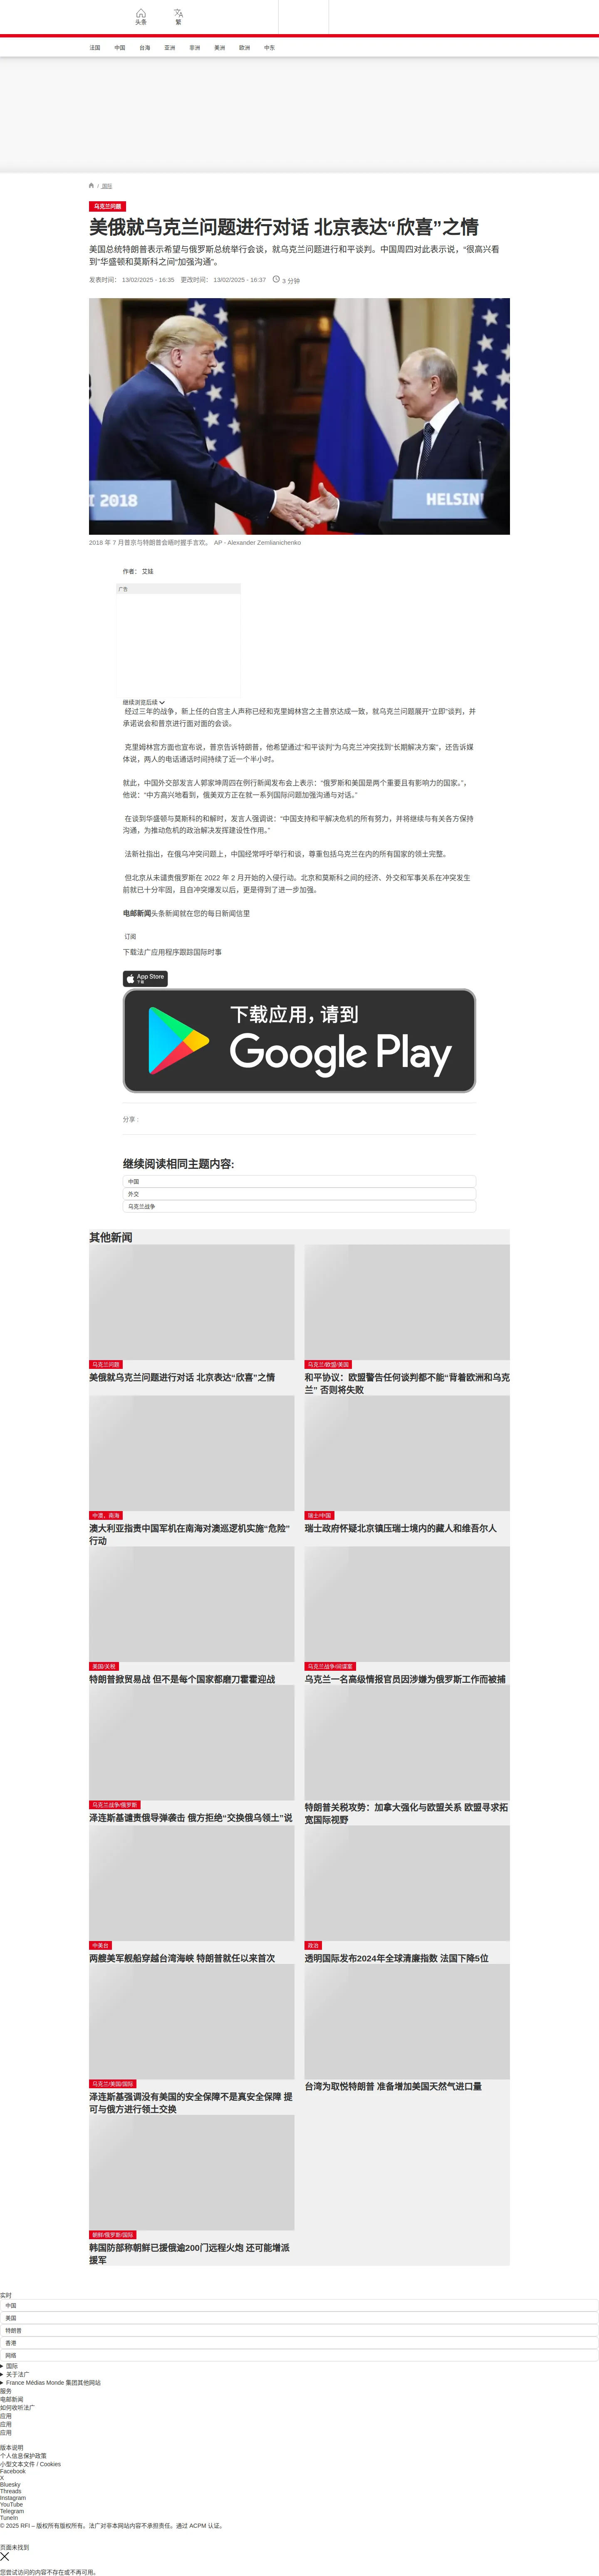 头条
繁
法国
中国
台海
亚洲
非洲
美洲
欧洲
中东
/ 国际
乌克兰问题
美俄就乌克兰问题进行对话 北京表达“欣喜”之情
美国总统特朗普表示希望与俄罗斯总统举行会谈，就乌克兰问题进行和平谈判。中国周四对此表示说，“很高兴看
到”华盛顿和莫斯科之间“加强沟通”。
发表时间： 13/02/2025 - 16:35 更改时间： 13/02/2025 - 16:37 3 分钟
I 2018
HELSIN
2018 年 7 月普京与特朗普会晤时握手言欢。 AP - Alexander Zemlianichenko
作者： 艾娃
广告
继续浏览后续
经过三年的战争，新上任的白宫主人声称已经和克里姆林宫之主普京达成一致，就乌克兰问题展开“立即”谈判，并
承诺说会和普京进行面对面的会谈。
克里姆林宫方面也宣布说，普京告诉特朗普，他希望通过“和平谈判”为乌克兰冲突找到“长期解决方案”，还告诉媒
体说，两人的电话通话时间持续了近一个半小时。
就此，中国外交部发言人郭家坤周四在例行新闻发布会上表示：“俄罗斯和美国是两个重要且有影响力的国家。”，
他说：“中方高兴地看到，俄美双方正在就一系列国际问题加强沟通与对话。”
在谈到华盛顿与莫斯科的和解时，发言人强调说：“中国支持和平解决危机的所有努力，并将继续与有关各方保持
沟通，为推动危机的政治解决发挥建设性作用。”
法新社指出，在俄乌冲突问题上，中国经常呼吁举行和谈，尊重包括乌克兰在内的所有国家的领土完整。
但北京从未谴责俄罗斯在 2022 年 2 月开始的入侵行动。北京和莫斯科之间的经济、外交和军事关系在冲突发生
前就已十分牢固，且自冲突爆发以后，更是得到了进一步加强。
电邮新闻头条新闻就在您的每日新闻信里
订阅
下载法广应用程序跟踪国际时事
App Store
下载
下载应用，请到
Google Play
分享 :
继续阅读相同主题内容:
中国
外交
乌克兰战争
其他新闻
乌克兰问题
美俄就乌克兰问题进行对话 北京表达“欣喜”之情
乌克兰/欧盟/美国
和平协议：欧盟警告任何谈判都不能“背着欧洲和乌克
兰” 否则将失败
中澳，南海
澳大利亚指责中国军机在南海对澳巡逻机实施“危险”
行动
瑞士/中国
瑞士政府怀疑北京镇压瑞士境内的藏人和维吾尔人
美国/关税
特朗普掀贸易战 但不是每个国家都磨刀霍霍迎战
乌克兰战争/间谍案
乌克兰一名高级情报官员因涉嫌为俄罗斯工作而被捕
乌克兰战争/俄罗斯
泽连斯基谴责俄导弹袭击 俄方拒绝“交换俄乌领土”说
特朗普关税攻势：加拿大强化与欧盟关系 欧盟寻求拓
宽国际视野
中美台
两艘美军舰船穿越台湾海峡 特朗普就任以来首次
政治
透明国际发布2024年全球清廉指数 法国下降5位
乌克兰/美国/国际
泽连斯基强调没有美国的安全保障不是真安全保障 提
可与俄方进行领土交换
台湾为取悦特朗普 准备增加美国天然气进口量
朝鲜/俄罗斯/国际
韩国防部称朝鲜已援俄逾200门远程火炮 还可能增派
援军
实时
中国
美国
特朗普
香港
网络
国际
关于法广
France Médias Monde 集团其他网站
服务
电邮新闻
如何收听法广
应用
应用
应用
版本说明
个人信息保护政策
小型文本文件 / Cookies
Facebook
X
Bluesky
Threads
Instagram
YouTube
Telegram
TuneIn
© 2025 RFI – 版权所有版权所有。法广对非本网站内容不承担责任。通过 ACPM 认证。
页面未找到
您尝试访问的内容不存在或不再可用。